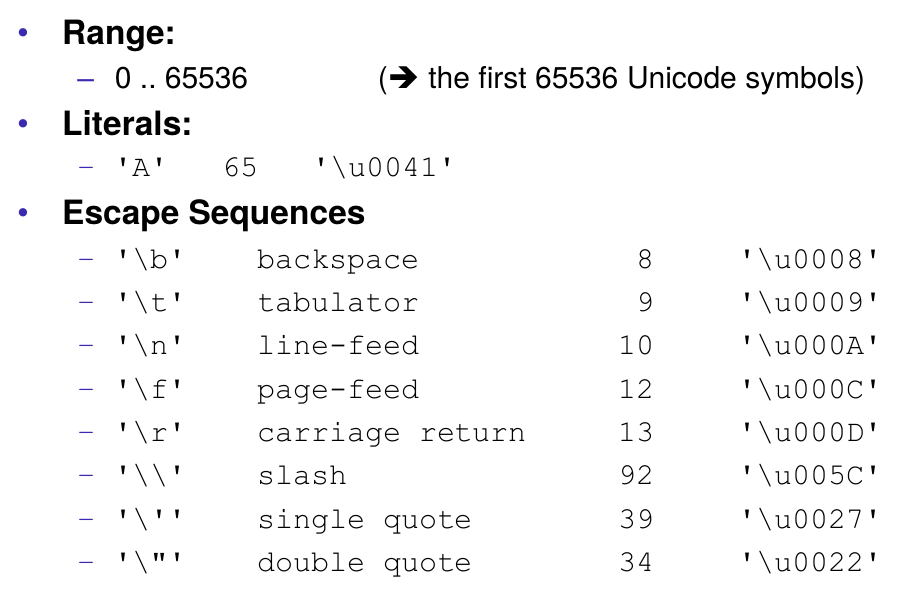 • Range:
– 0 .. 65536 (➔ the first 65536 Unicode symbols)
• Literals:
– 'A' 65 '\u0041'
• Escape Sequences
– '\b' backspace 8 '\u0008'
– '\t' tabulator 9 '\u0009'
– '\n' line-feed 10 '\u000A'
– '\f' page-feed 12 '\u000C'
– '\r' carriage return 13 '\u000D'
– '\\' slash 92 '\u005C'
– '\'' single quote 39 '\u0027'
– '\"' double quote 34 '\u0022'